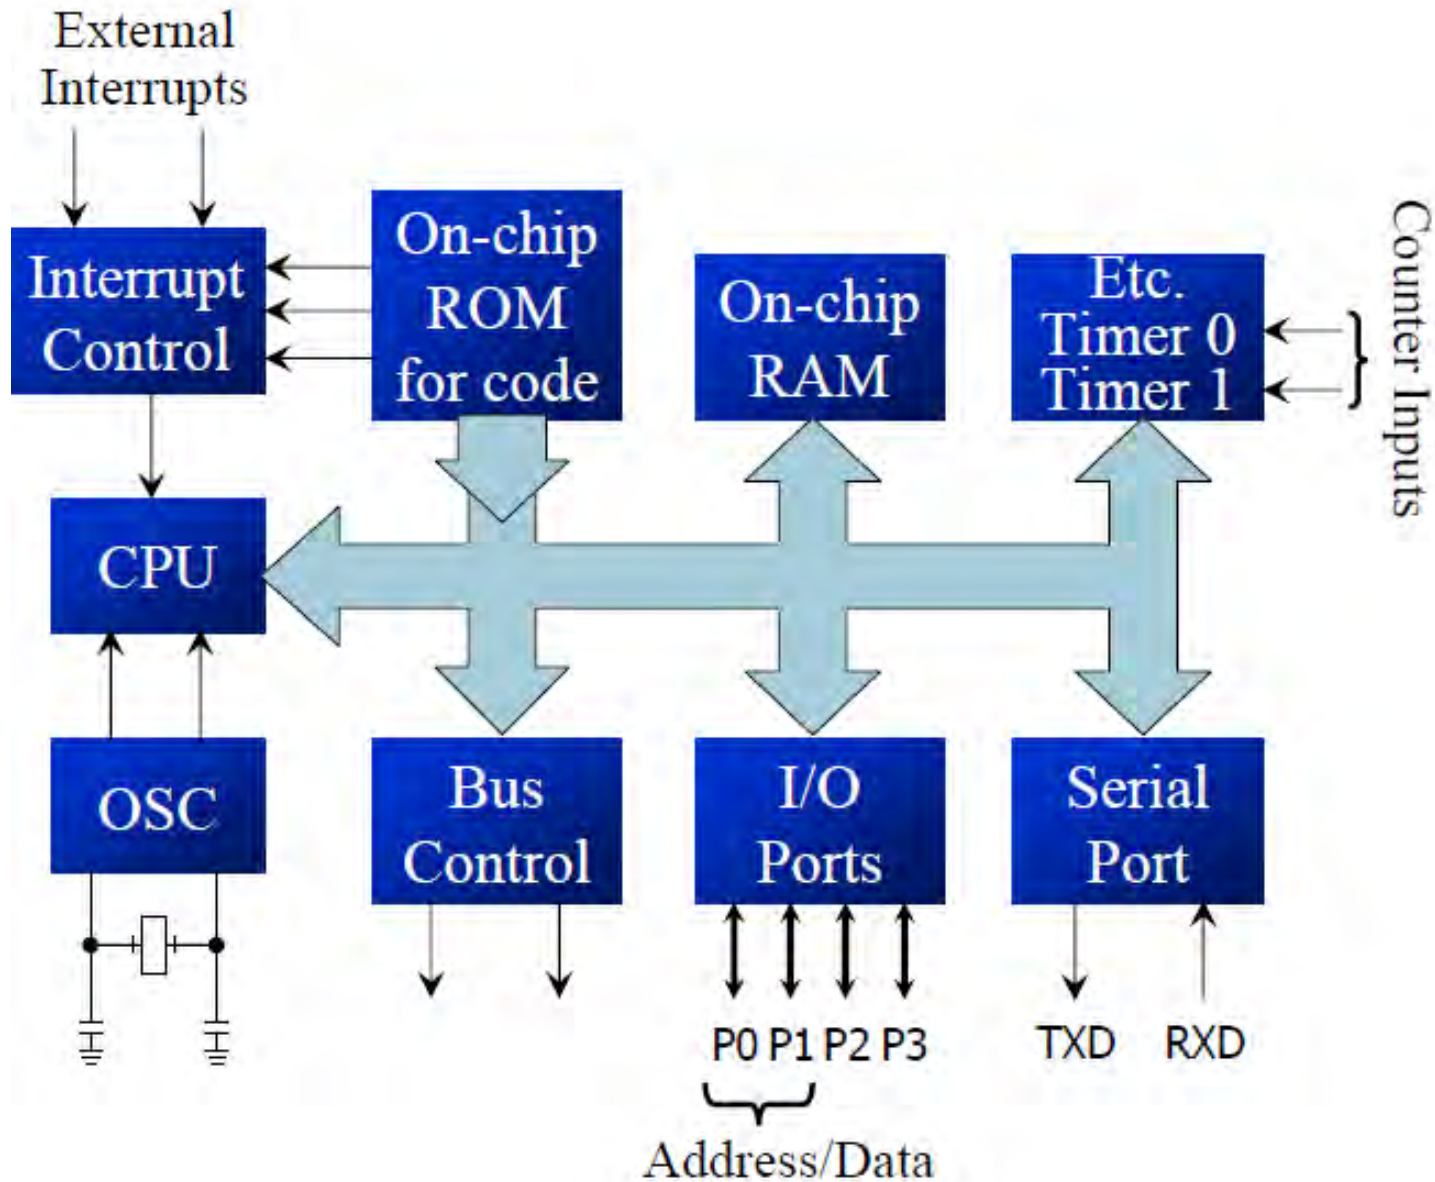 External
Interrupts
Interrupt
Control
On-chip
ROM
for code
On-chip
RAM
Etc.
Timer 0
Timer 1
Counter Inputs
CPU
OSC
Bus
Control
I/O
Ports
Serial
Port
P0 P1 P2 P3
TXD RXD
Address/Data